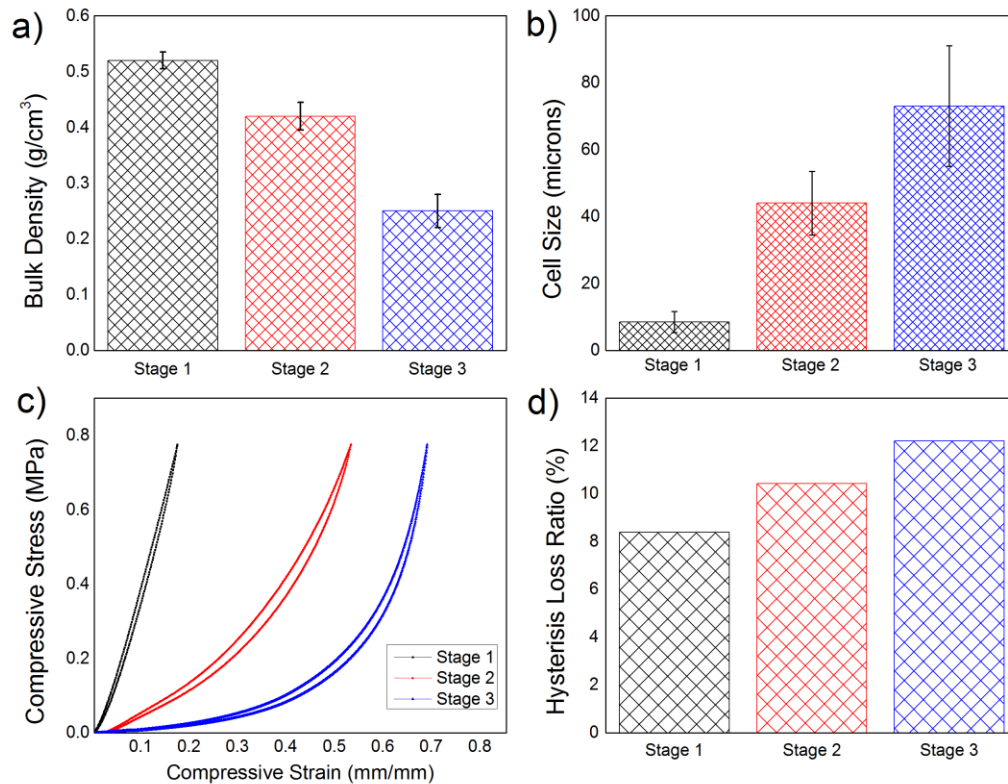 a)
Bulk Density (g/cm³)
0.6
0.5
0.4
0.3
0.2
0.1
0.0
Stage 1 Stage 2 Stage 3
b)
Cell Size (microns)
100
80
60
40
20
0
Stage 1 Stage 2 Stage 3
c)
Compressive Stress (MPa)
0.8
0.6
0.4
0.2
0.0
0.1 0.2 0.3 0.4 0.5 0.6 0.7 0.8
Compressive Strain (mm/mm)
Stage 1
Stage 2
Stage 3
d)
Hysterisis Loss Ratio (%)
14
12
10
8
6
4
2
0
Stage 1 Stage 2 Stage 3